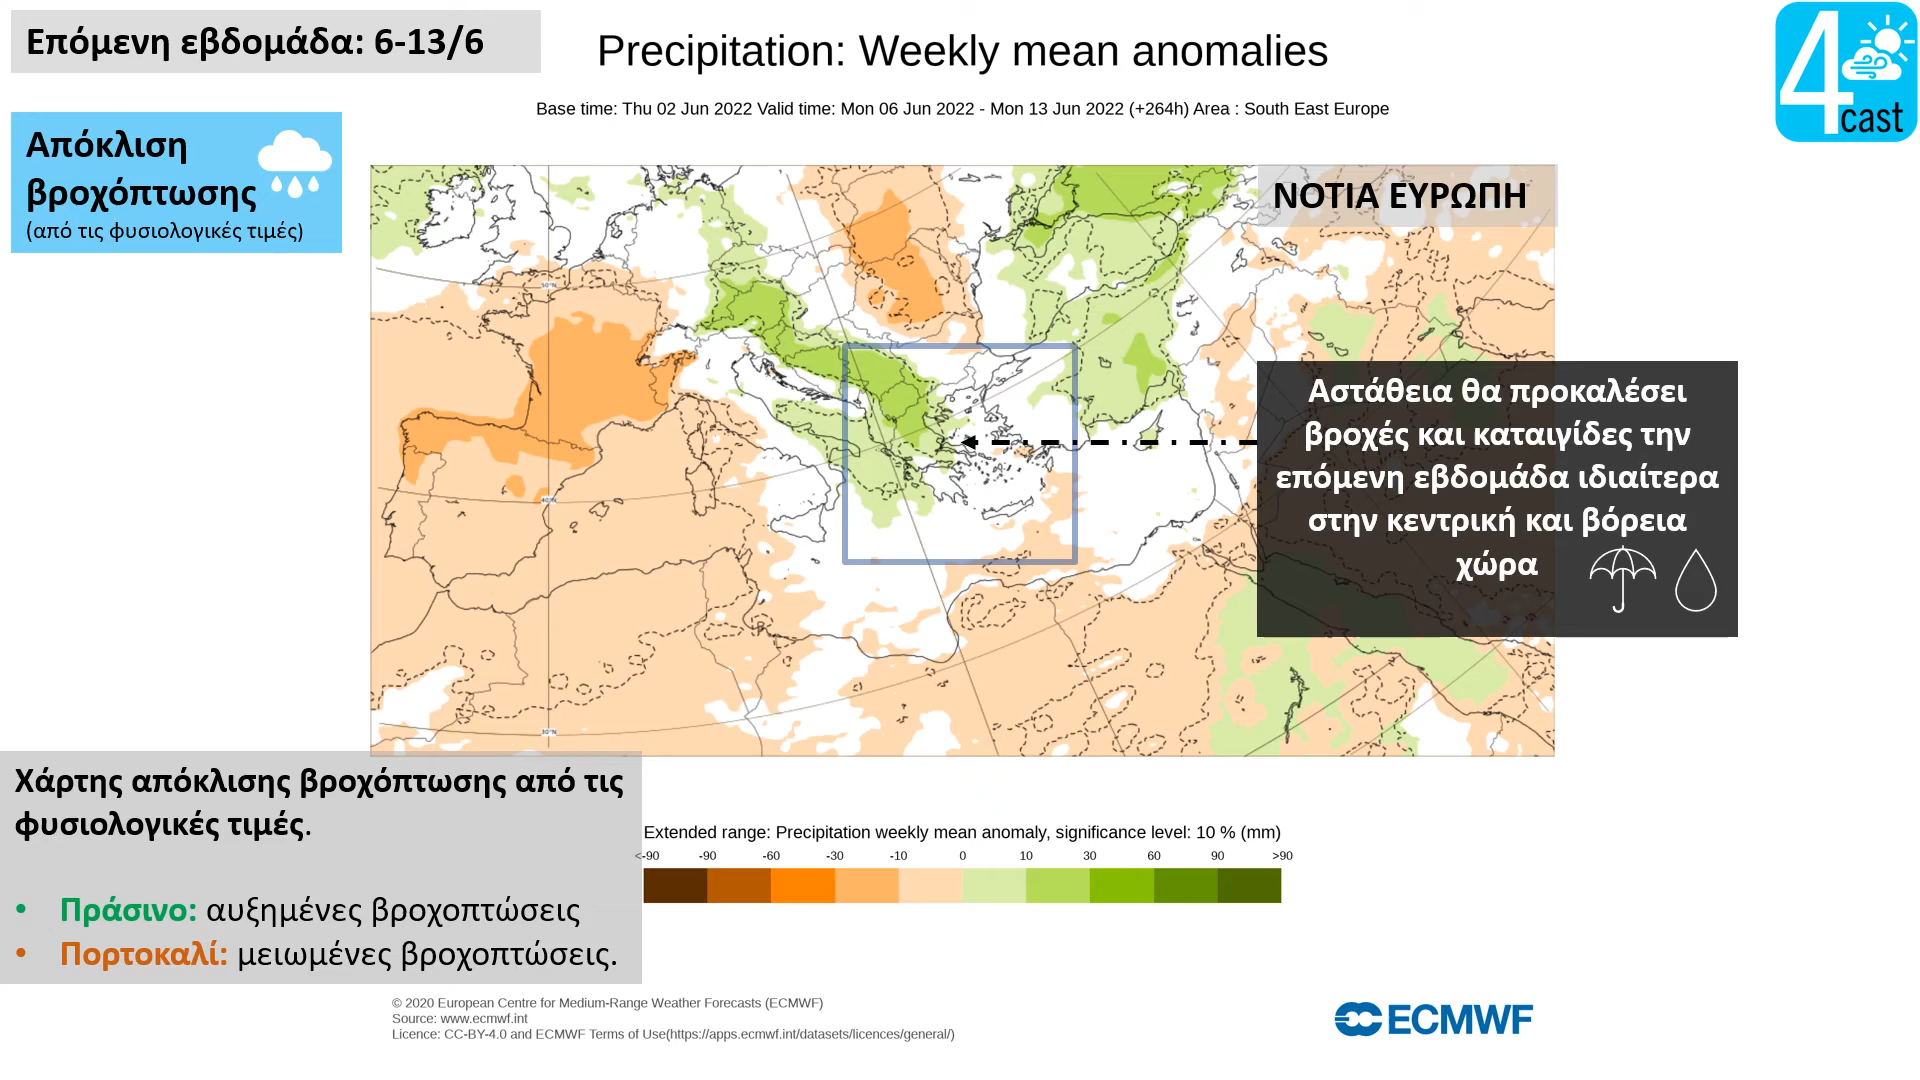 Επόμενη εβδομάδα: 6-13/6
Precipitation: Weekly mean anomalies
Base time: Thu 02 Jun 2022 Valid time: Mon 06 Jun 2022 - Mon 13 Jun 2022 (+264h) Area : South East Europe
4cast
Απόκλιση
βροχόπτωσης
(από τις φυσιολογικές τιμές)
ΝΟΤΙΑ ΕΥΡΩΠΗ
50°N
40°N
30°N
Αστάθεια θα προκαλέσει
βροχές και καταιγίδες την
επόμενη εβδομάδα ιδιαίτερα
στην κεντρική και βόρεια
χώρα
Χάρτης απόκλισης βροχόπτωσης από τις
φυσιολογικές τιμές.
• Πράσινο: αυξημένες βροχοπτώσεις
• Πορτοκαλί: μειωμένες βροχοπτώσεις.
Extended range: Precipitation weekly mean anomaly, significance level: 10 % (mm)
<-90 -90 -60 -30 -10 0 10 30 60 90 >90
© 2020 European Centre for Medium-Range Weather Forecasts (ECMWF)
Source: www.ecmwf.int
Licence: CC-BY-4.0 and ECMWF Terms of Use(https://apps.ecmwf.int/datasets/licences/general/)
ECMWF